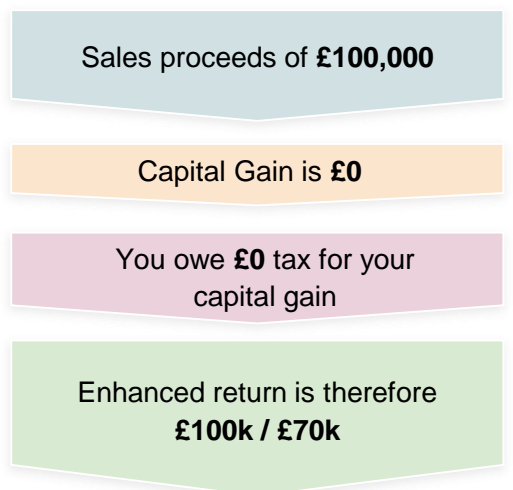 Sales proceeds of £100,000
Capital Gain is £0
You owe £0 tax for your
capital gain
Enhanced return is therefore
£100k / £70k